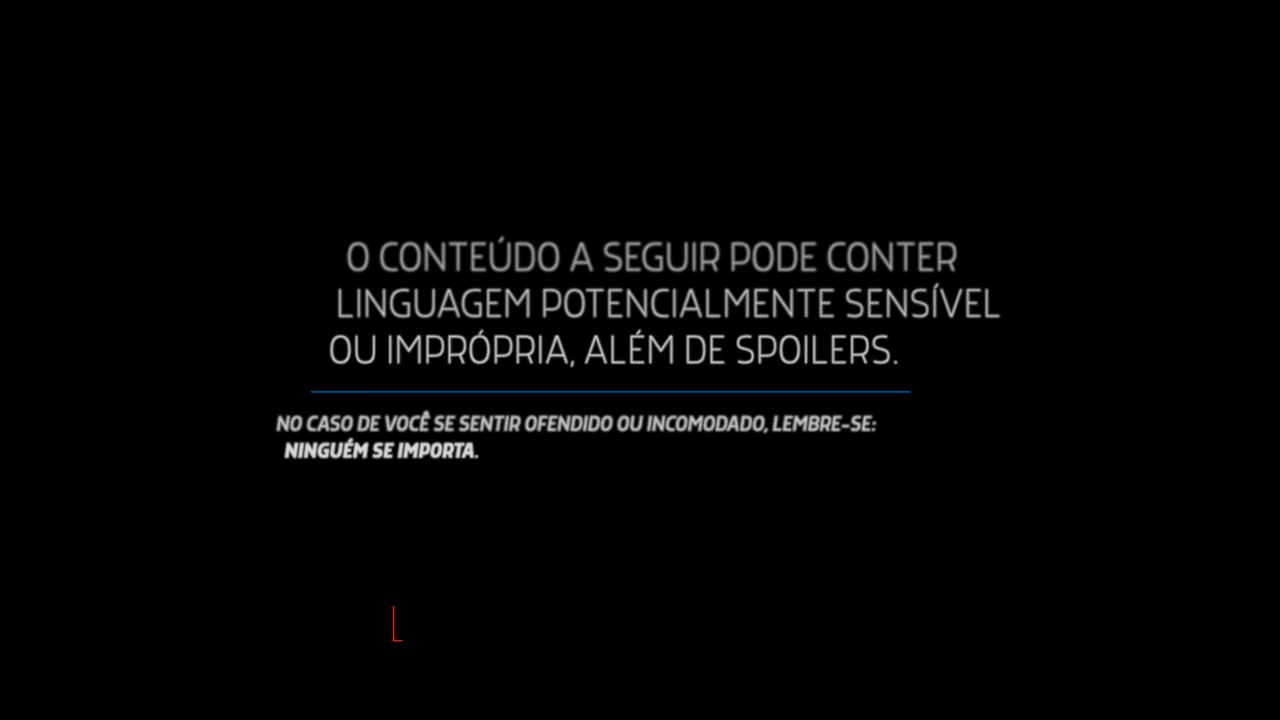 O CONTEÚDO A SEGUIR PODE CONTER
LINGUAGEM POTENCIALMENTE SENSÍVEL
OU IMPRÓPRIA, ALÉM DE SPOILERS.
NO CASO DE VOCÊ SE SENTIR OFENDIDO OU INCOMODADO, LEMBRE-SE:
NINGUÉM SE IMPORTA.